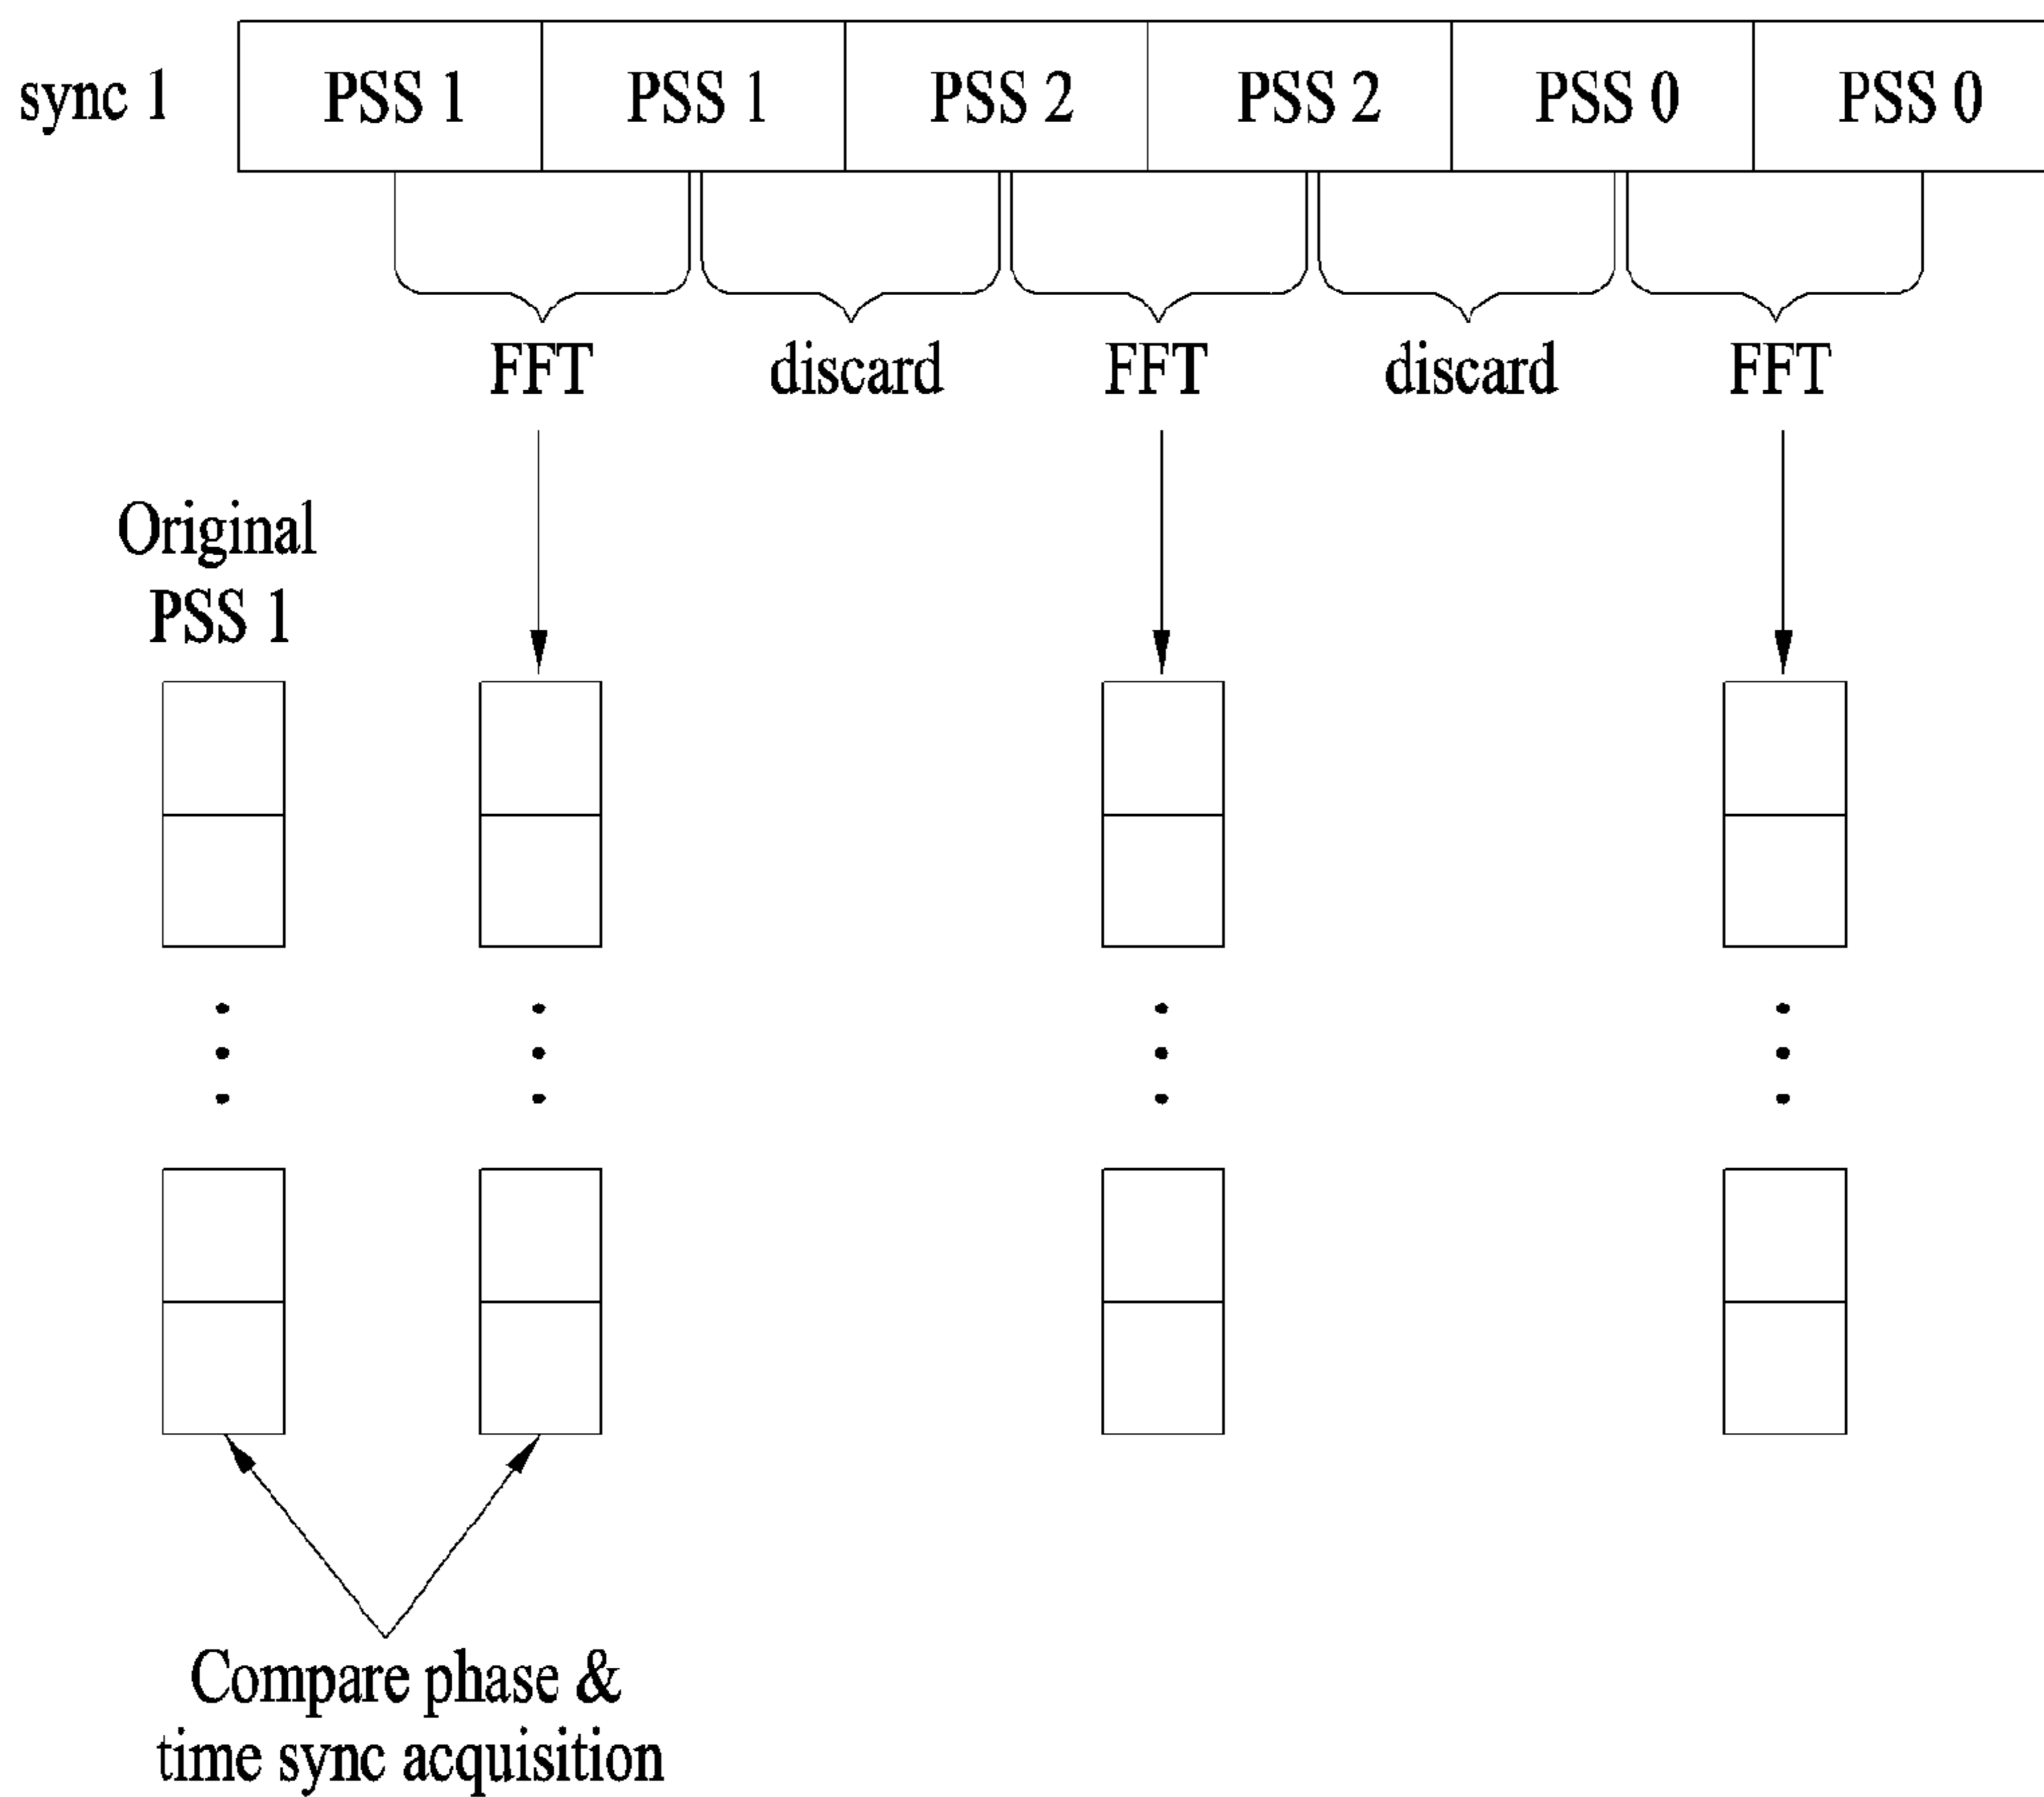 sync 1 PSS 1 PSS 1 PSS 2 PSS 2 PSS 0 PSS 0
FFT discard FFT discard FFT
Original
PSS 1
Compare phase &
time sync acquisition